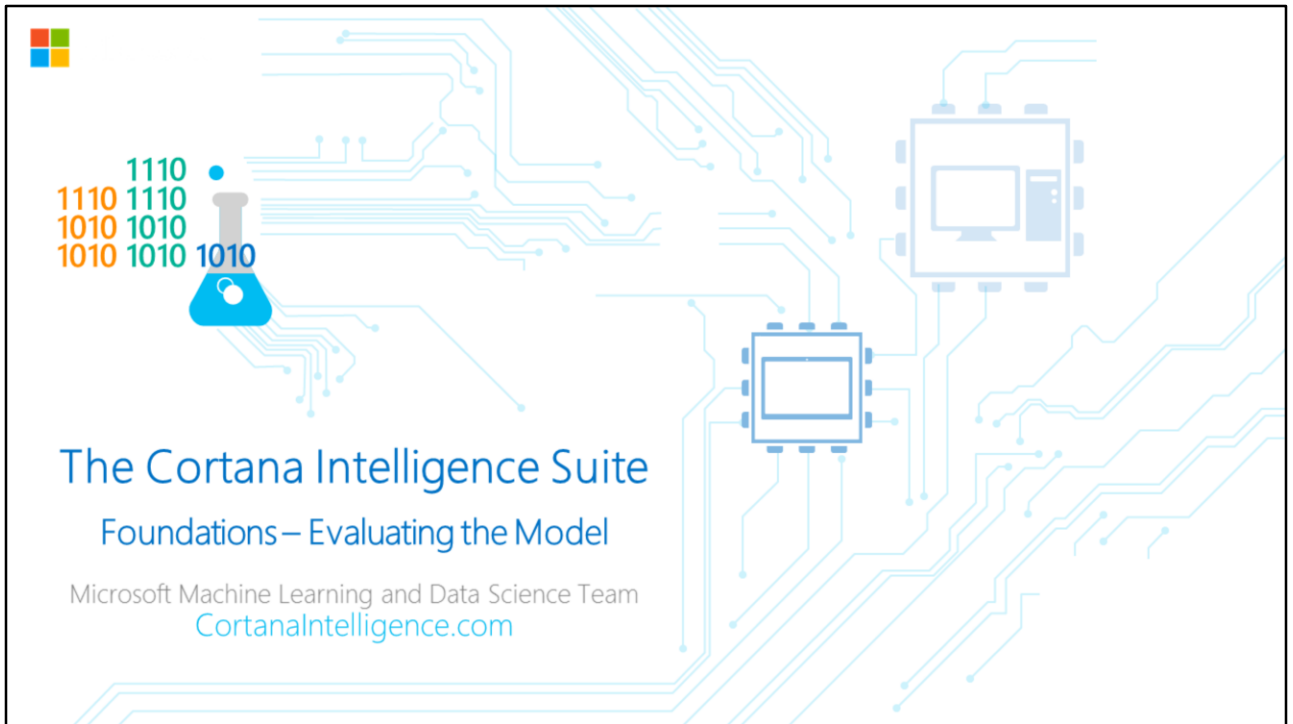 1110
1110 1110
1010 1010
1010 1010 1010
The Cortana Intelligence Suite
Foundations – Evaluating the Model
Microsoft Machine Learning and Data Science Team
CortanaIntelligence.com